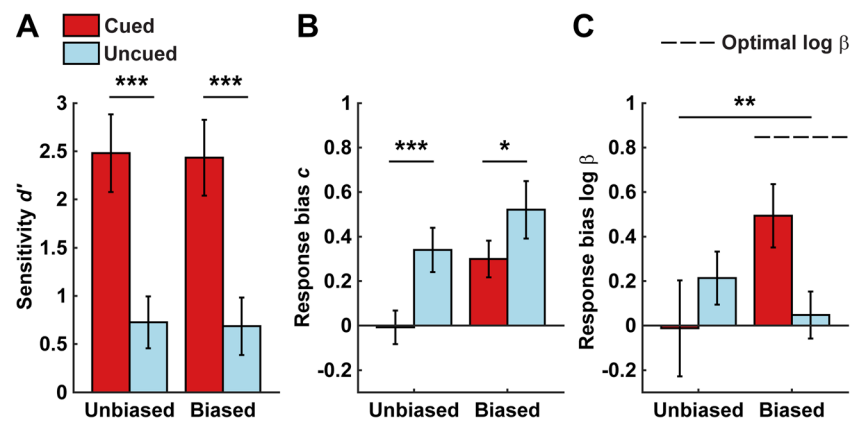 A
Cued
Uncued
***
***
3
2.5
2
1.5
1
0.5
0
Sensitivity d′
Unbiased
Biased
B
1
0.8
0.6
0.4
0.2
0
-0.2
Response bias c
***
*
Unbiased
Biased
C
Optimal log β
**
1
0.8
0.6
0.4
0.2
0
-0.2
Response bias log β
Unbiased
Biased